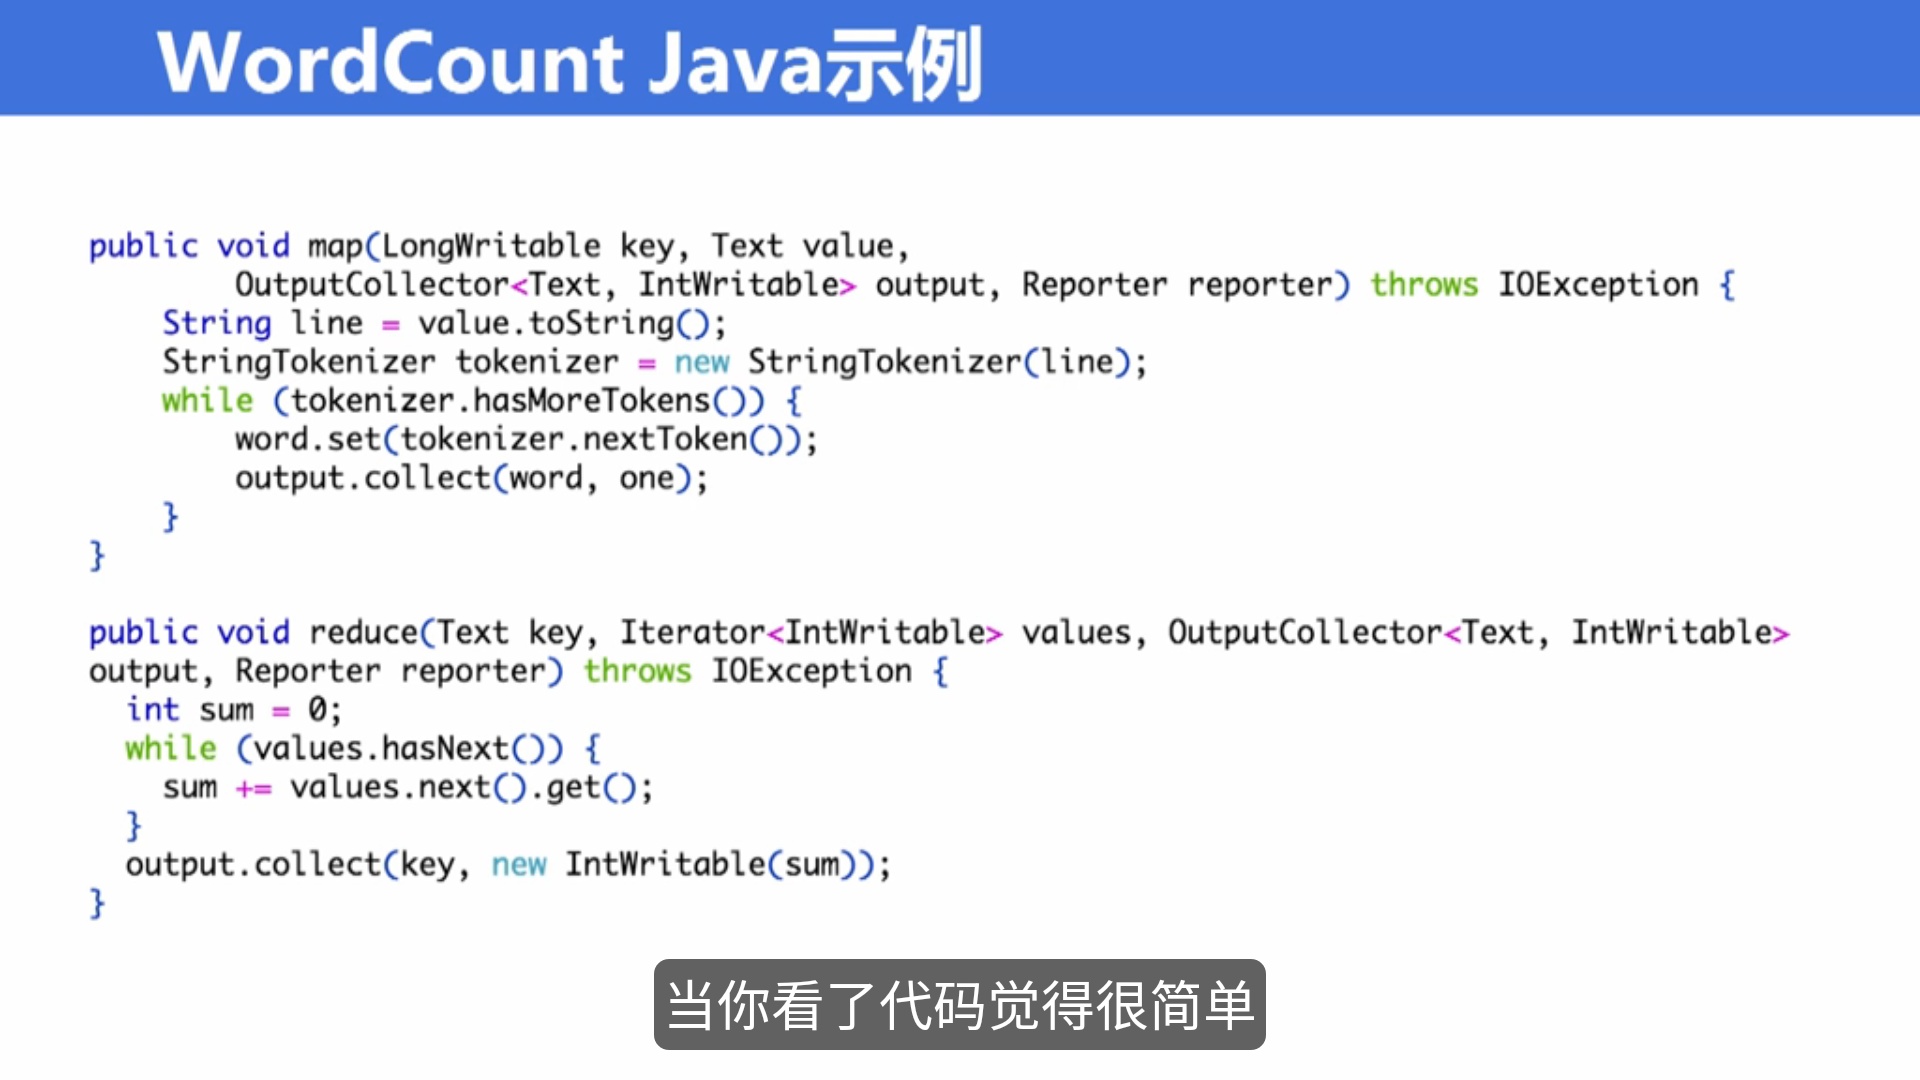 WordCount Java示例
public void map(LongWritable key, Text value,
OutputCollector<Text, IntWritable> output, Reporter reporter) throws IOException {
String line = value.toString();
StringTokenizer tokenizer = new StringTokenizer(line);
while (tokenizer.hasMoreTokens()) {
word.set(tokenizer.nextToken());
output.collect(word, one);
}
}
public void reduce(Text key, Iterator<IntWritable> values, OutputCollector<Text, IntWritable>
output, Reporter reporter) throws IOException {
int sum = 0;
while (values.hasNext()) {
sum += values.next().get();
}
output.collect(key, new IntWritable(sum));
}
当你看了代码觉得很简单